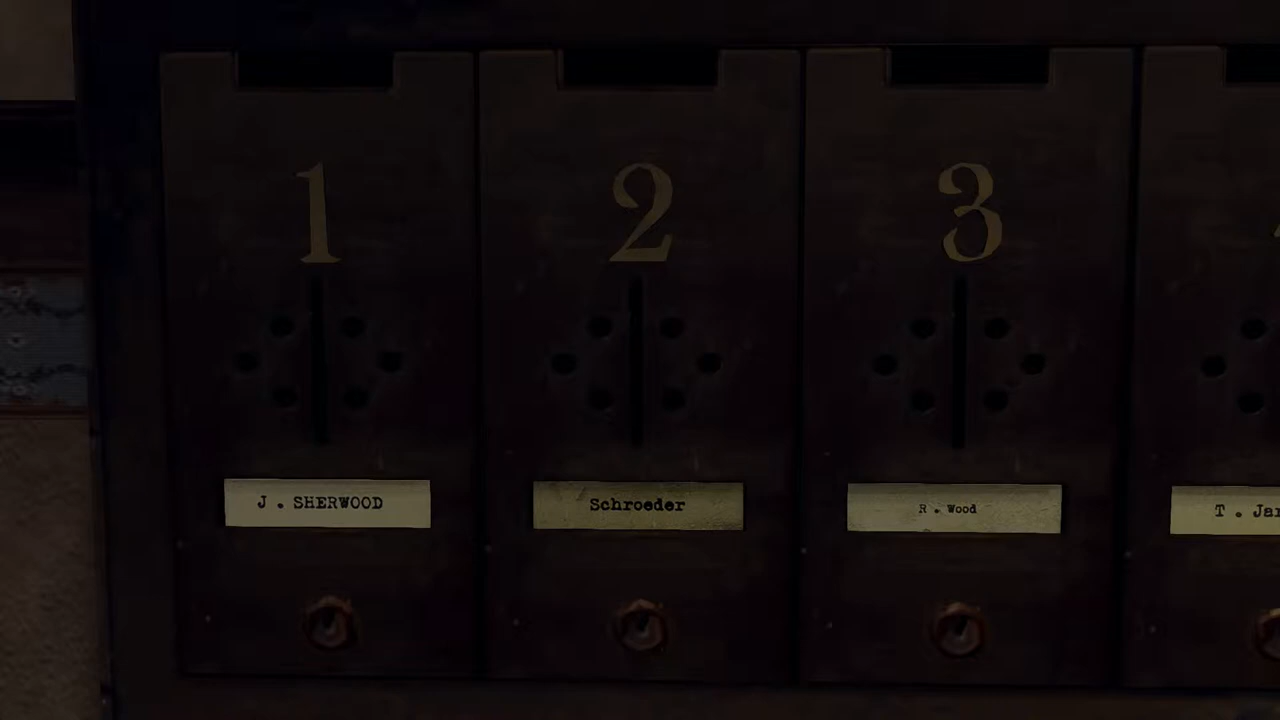 1
2
3
J . SHERWOOD
Schroeder
R . Wood
T .